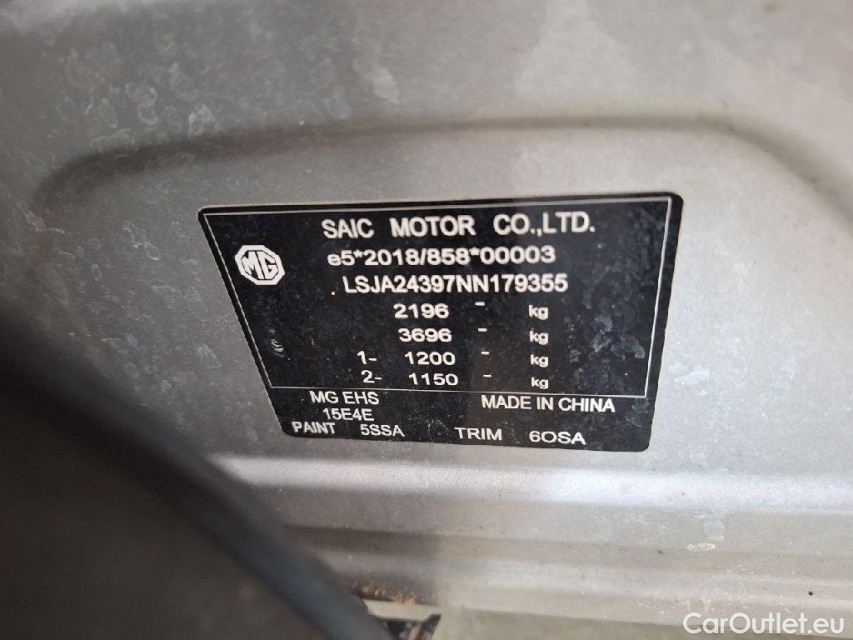 SAIC MOTOR CO.,LTD.
MG
e5*2018/858*00003
LSJA24397NN179355
2196 - kg
3696 - kg
1- 1200 - kg
2- 1150 - kg
MG EHS MADE IN CHINA
15E4E
PAINT 5SSA TRIM 6OSA
CarOutlet.eu